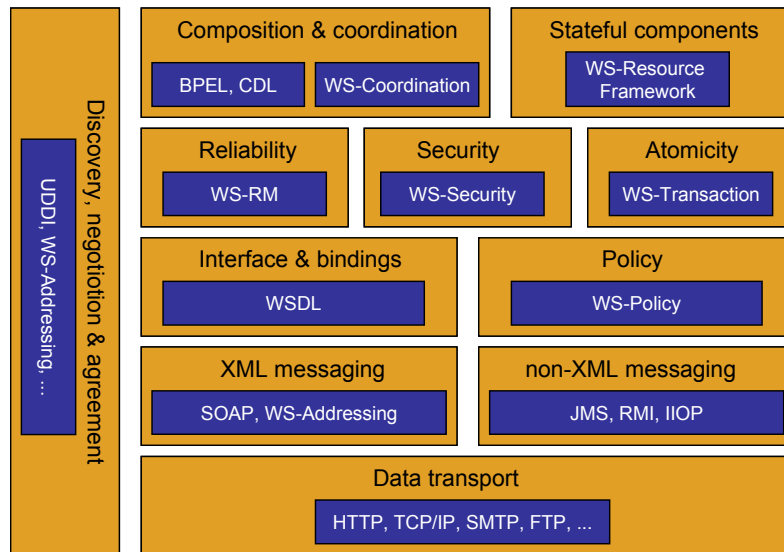 Composition & coordination
BPEL, CDL
WS-Coordination
Stateful components
WS-Resource
Framework
Discovery, negotiotion & agreement
UDDI, WS-Addressing, ...
Reliability
WS-RM
Security
WS-Security
Atomicity
WS-Transaction
Interface & bindings
WSDL
Policy
WS-Policy
XML messaging
SOAP, WS-Addressing
non-XML messaging
JMS, RMI, IIOP
Data transport
HTTP, TCP/IP, SMTP, FTP, ...